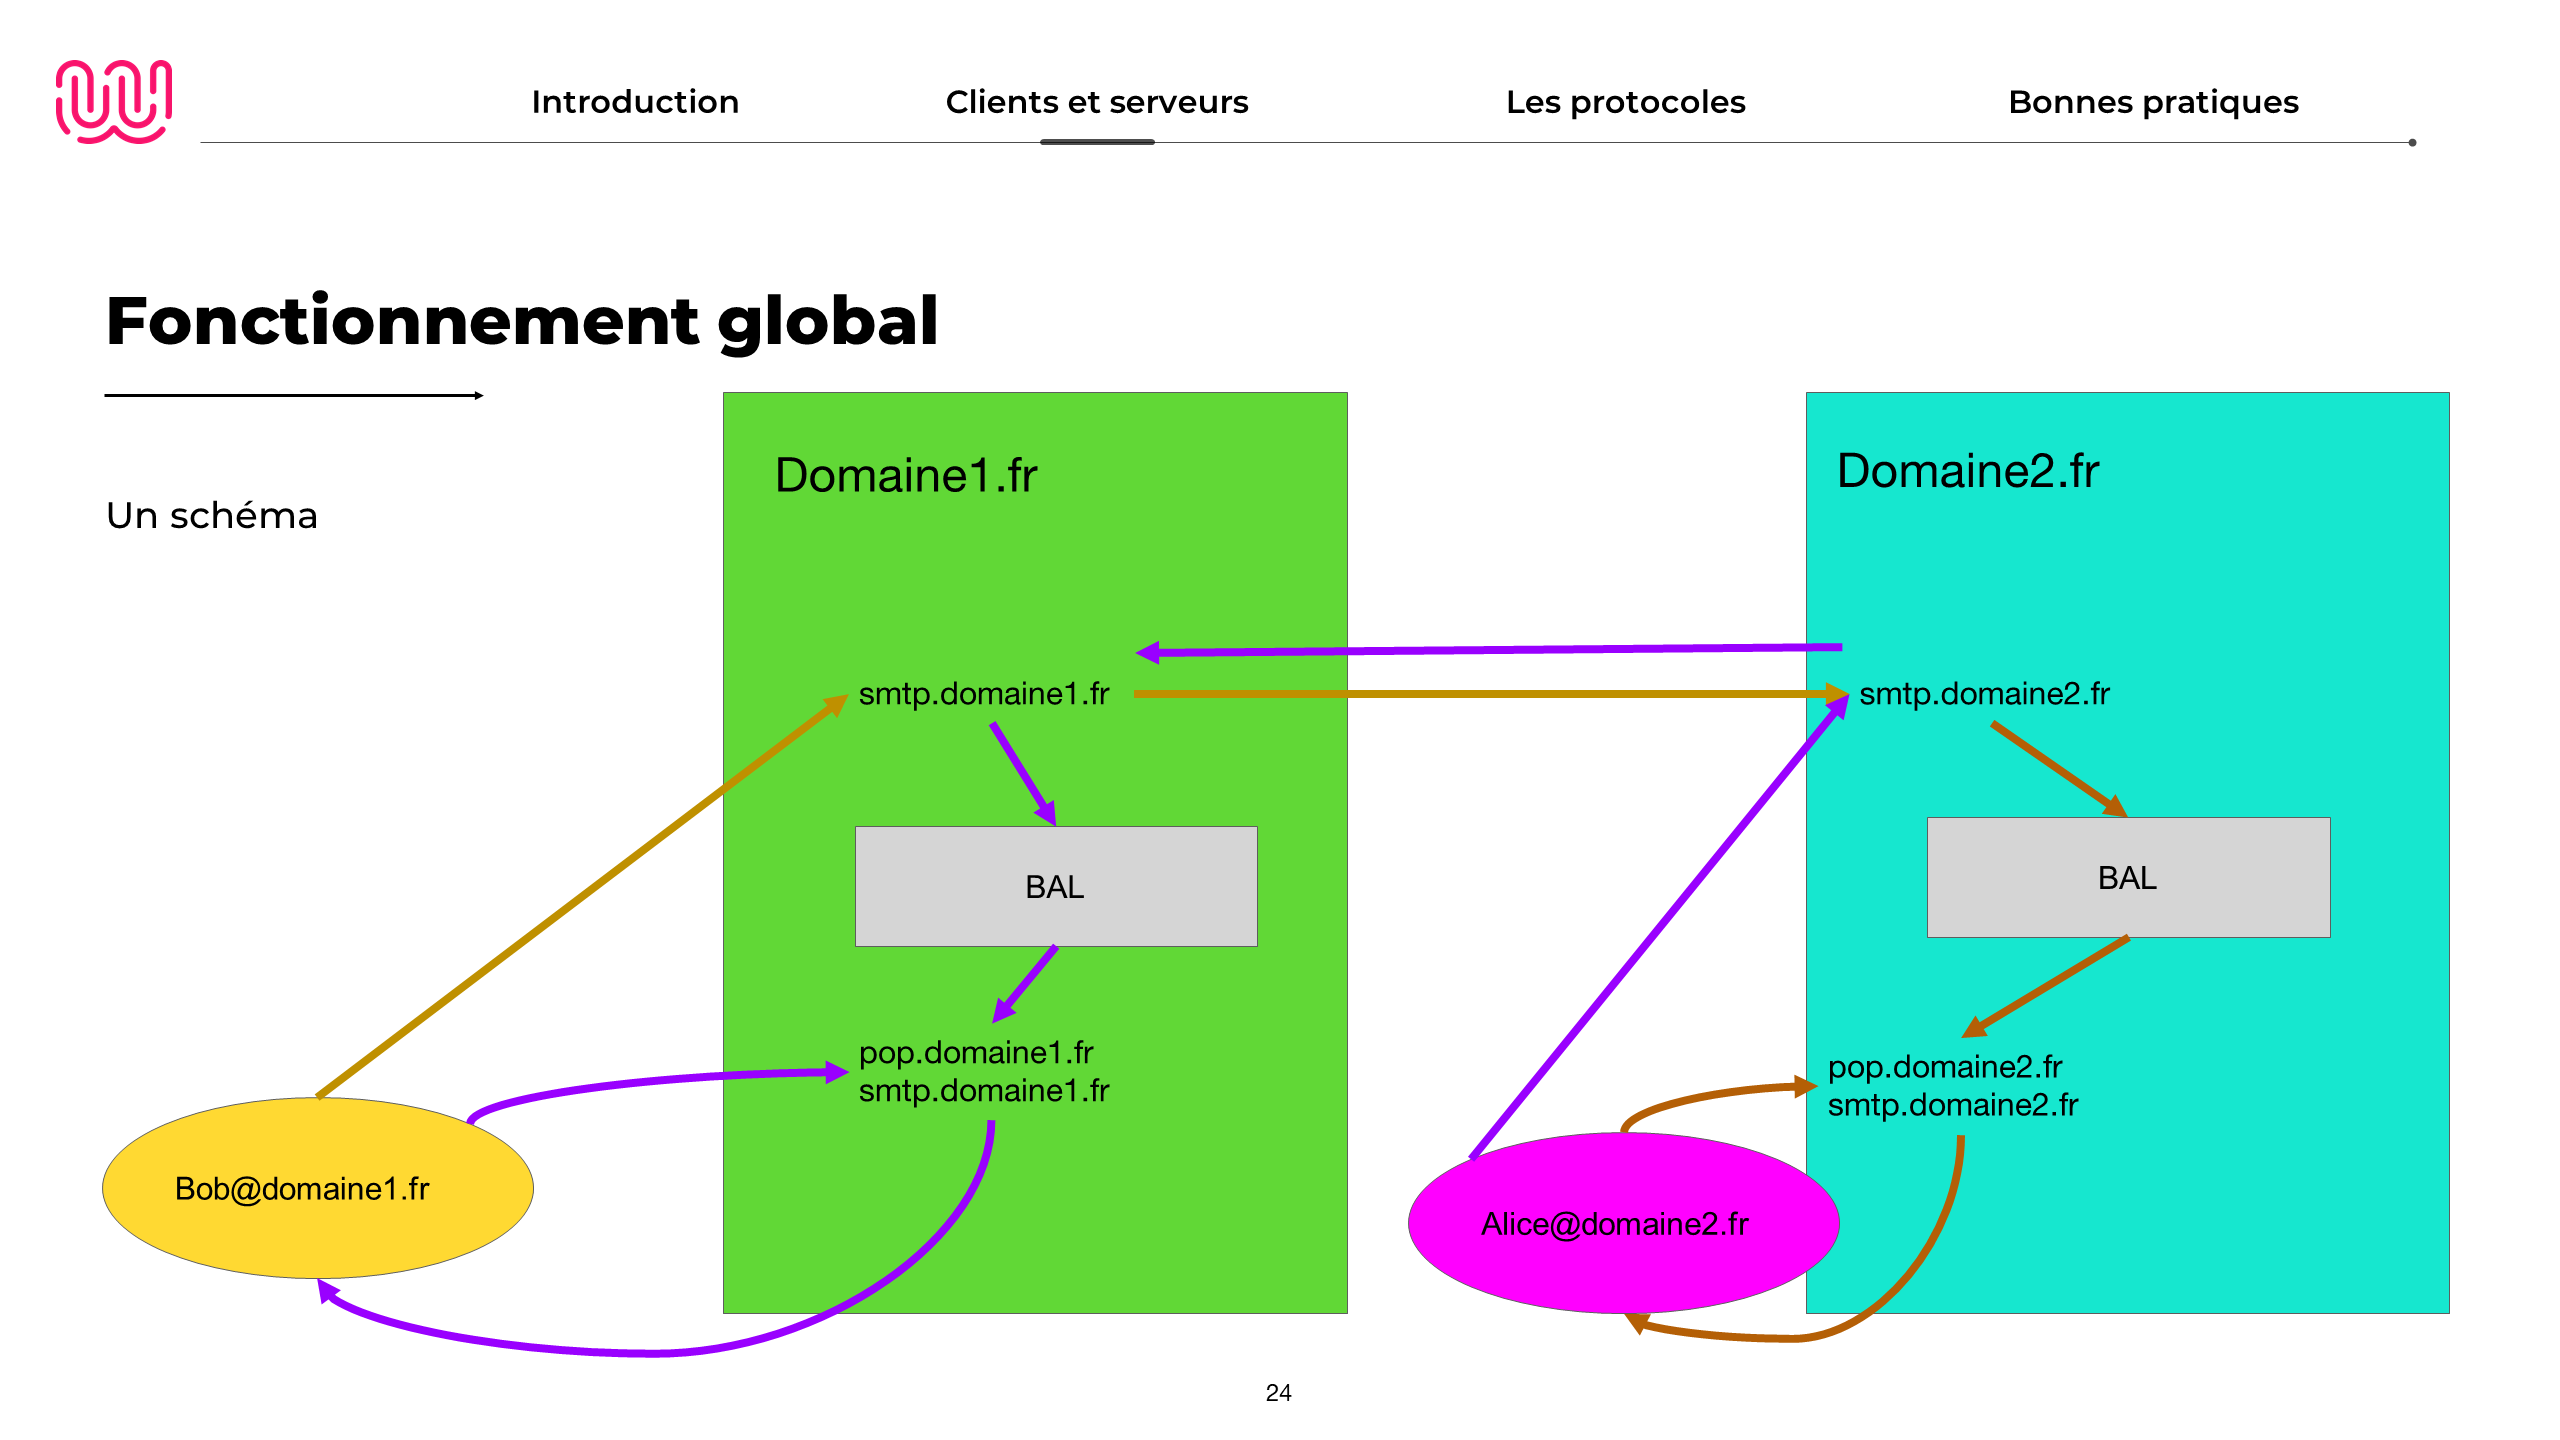 Introduction
Clients et serveurs
Les protocoles
Bonnes pratiques
Fonctionnement global
Un schéma
Domaine1.fr
smtp.domaine1.fr
BAL
pop.domaine1.fr
smtp.domaine1.fr
Bob@domaine1.fr
Domaine2.fr
smtp.domaine2.fr
BAL
pop.domaine2.fr
smtp.domaine2.fr
Alice@domaine2.fr
24